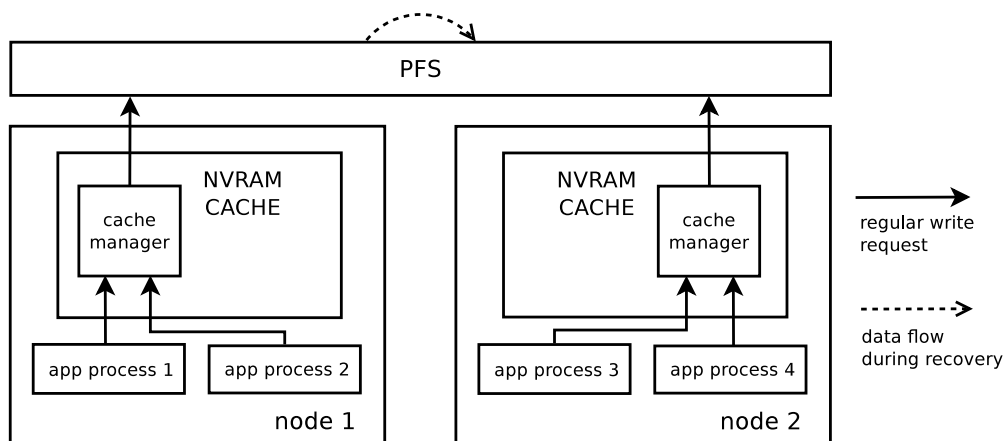 PFS
NVRAM
CACHE
cache
manager
app process 1
app process 2
node 1
NVRAM
CACHE
cache
manager
app process 3
app process 4
node 2
regular write
request
data flow
during recovery